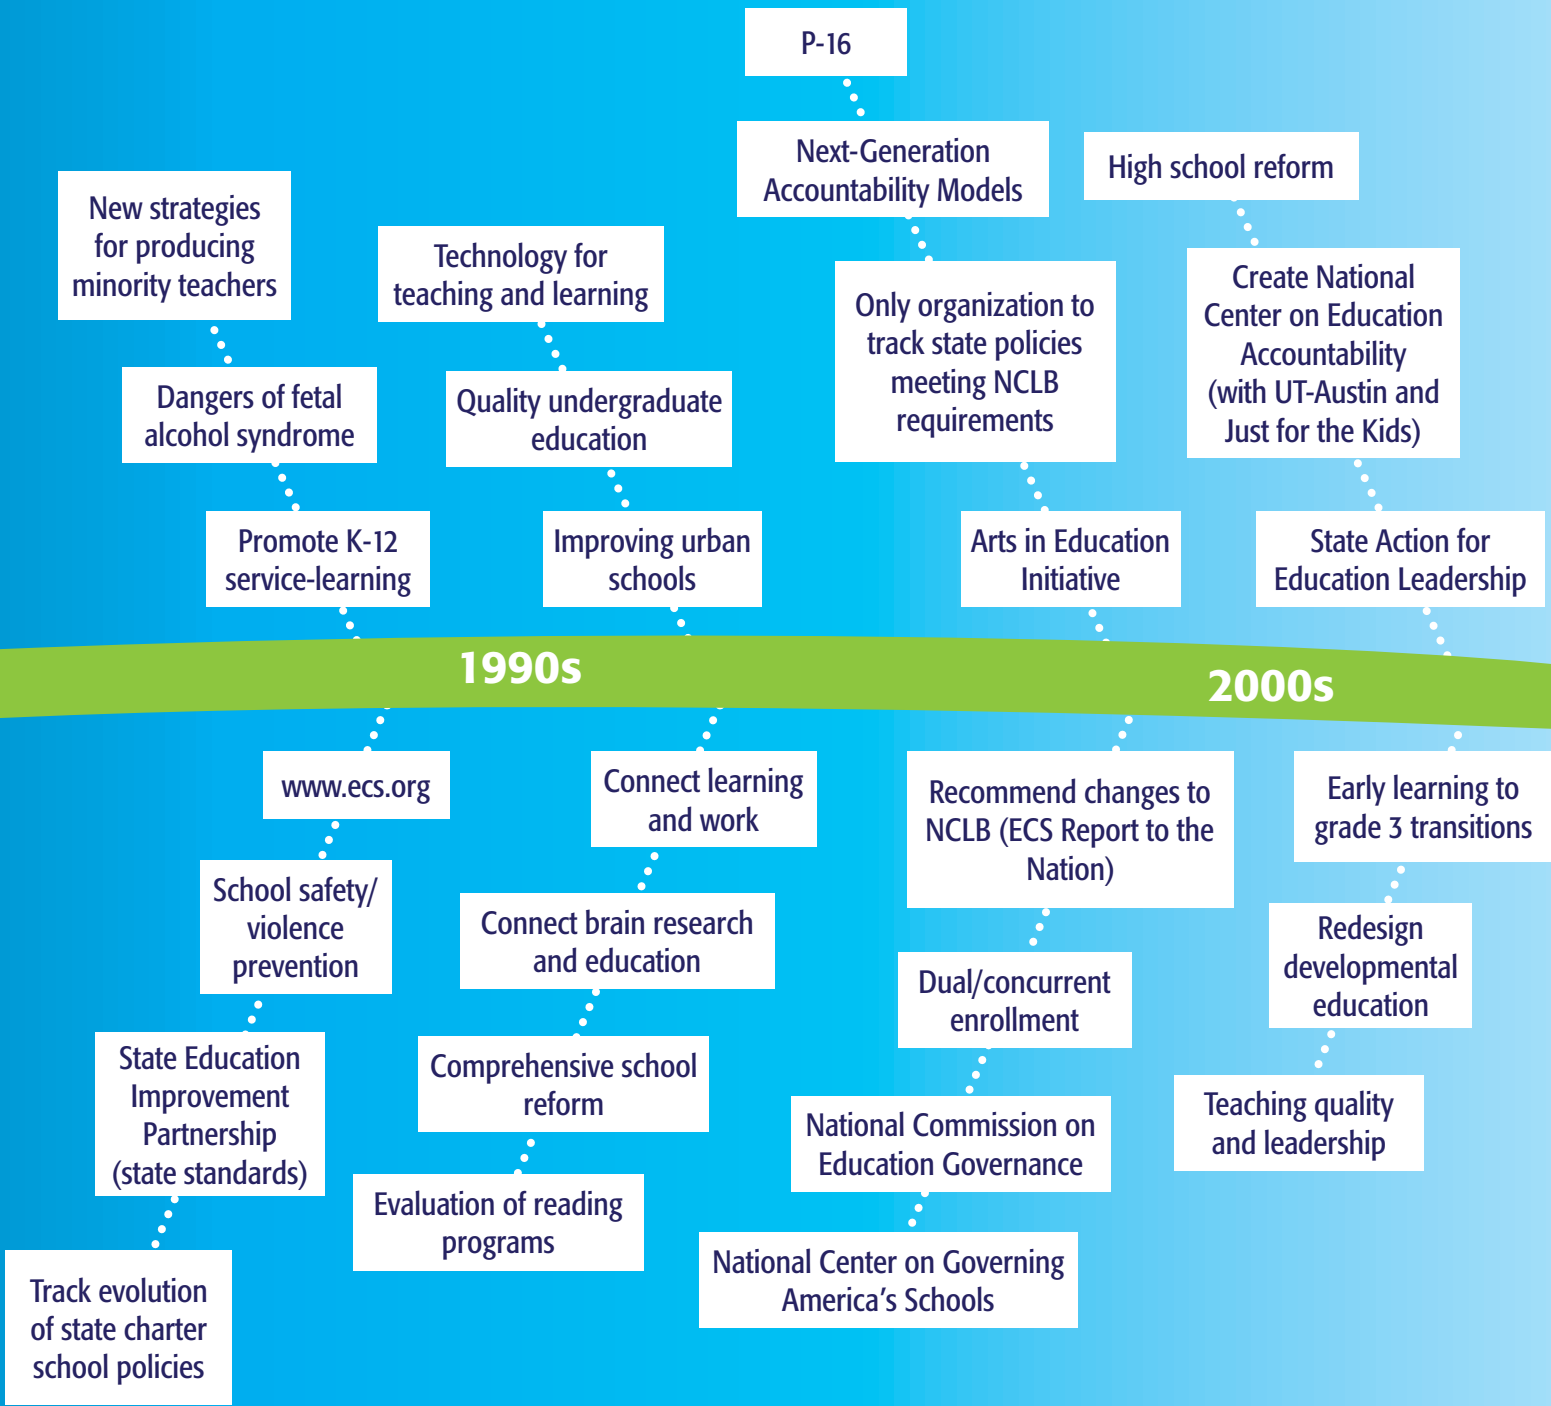 P-16
Next-Generation
Accountability Models
High school reform
New strategies
for producing
minority teachers
Technology for
teaching and learning
Only organization to
track state policies
meeting NCLB
requirements
Create National
Center on Education
Accountability
(with UT-Austin and
Just for the Kids)
Dangers of fetal
alcohol syndrome
Quality undergraduate
education
Promote K-12
service-learning
Improving urban
schools
Arts in Education
Initiative
State Action for
Education Leadership
1990s
2000s
www.ecs.org
Connect learning
and work
Recommend changes to
NCLB (ECS Report to the
Nation)
Early learning to
grade 3 transitions
School safety/
violence
prevention
Connect brain research
and education
Dual/concurrent
enrollment
Redesign
developmental
education
State Education
Improvement
Partnership
(state standards)
Comprehensive school
reform
National Commission on
Education Governance
Teaching quality
and leadership
Evaluation of reading
programs
National Center on Governing
America's Schools
Track evolution
of state charter
school policies